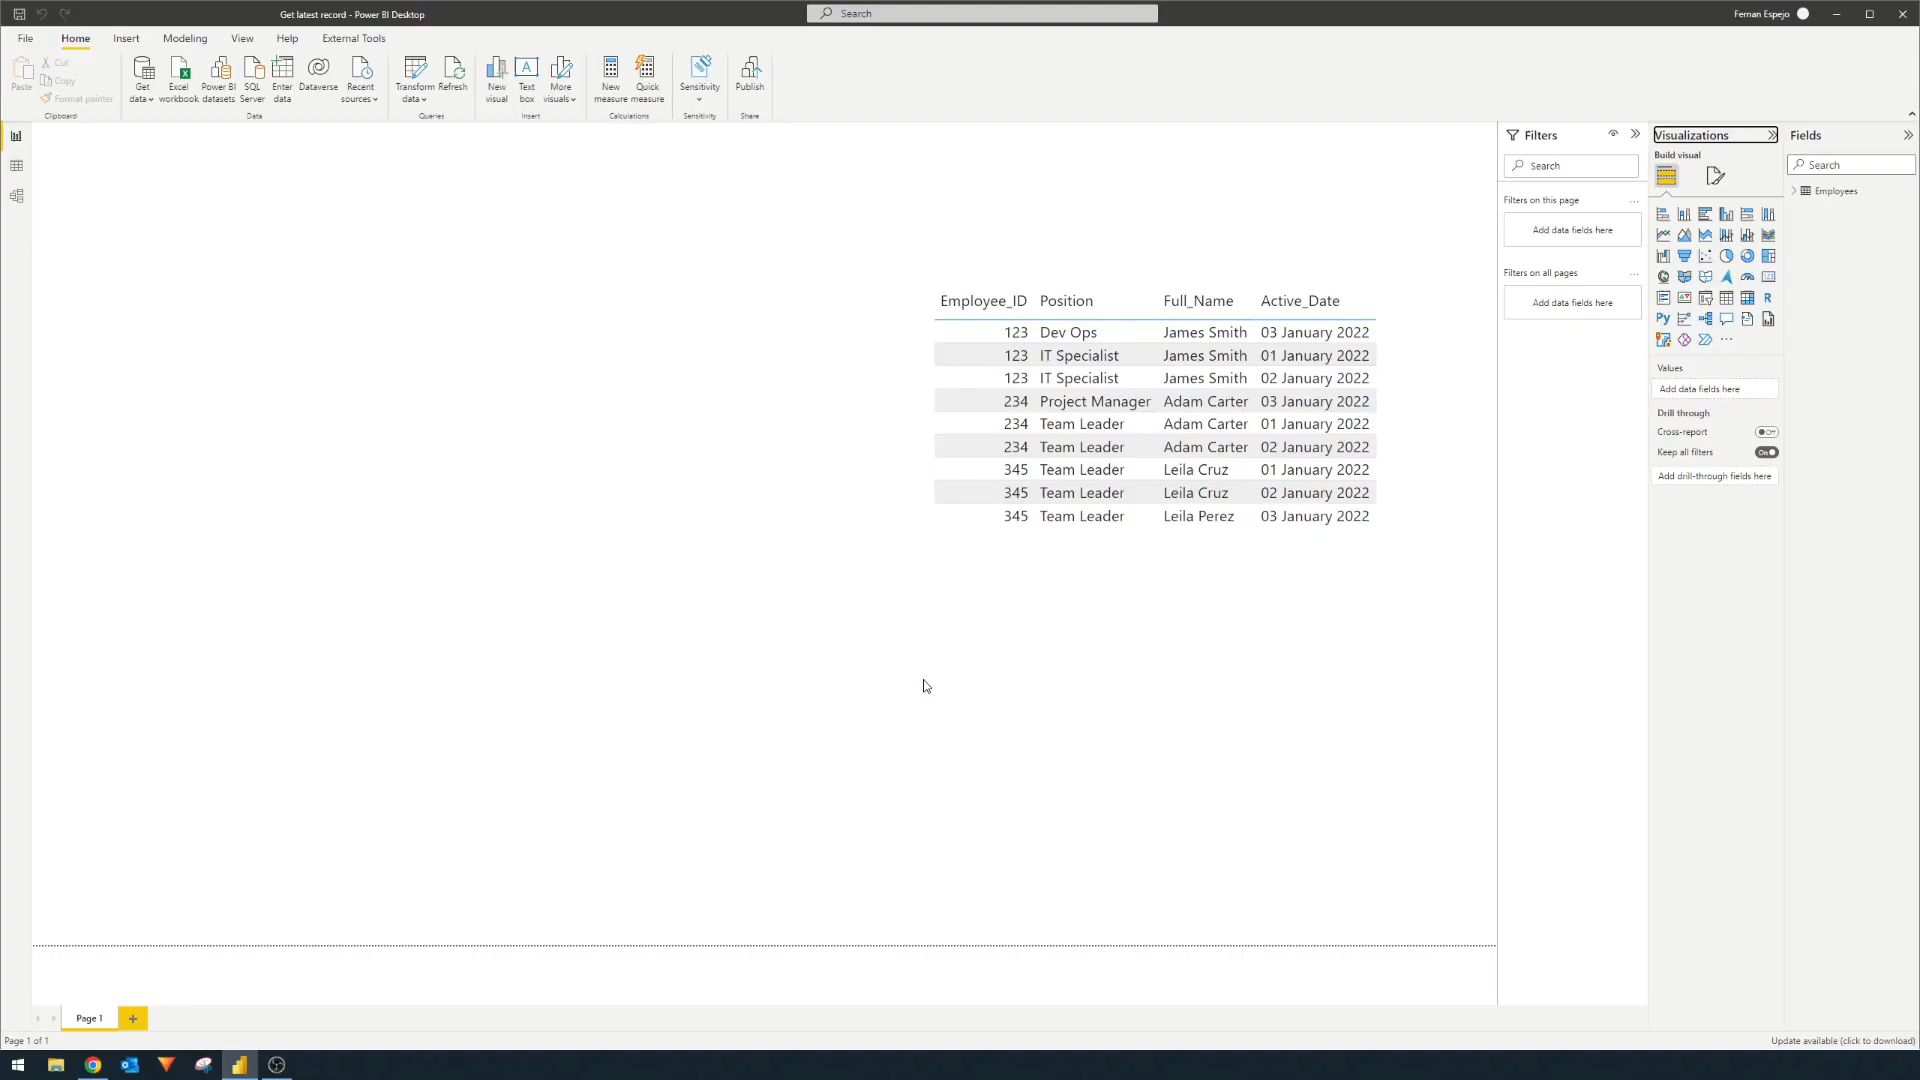 Get latest record - Power BI Desktop
Search
Fernan Espejo
File Home Insert Modeling View Help External Tools
Paste
Cut
Copy
Format painter
Clipboard
Get data
Excel workbook
Power BI datasets
SQL Server
Enter data
Dataverse
Recent sources
Data
Transform data
Refresh
Queries
New visual
Text box
More visuals
Insert
New measure
Quick measure
Calculations
Sensitivity
Sensitivity
Publish
Share
Employee_ID Position Full_Name Active_Date
123 Dev Ops James Smith 03 January 2022
123 IT Specialist James Smith 01 January 2022
123 IT Specialist James Smith 02 January 2022
234 Project Manager Adam Carter 03 January 2022
234 Team Leader Adam Carter 01 January 2022
234 Team Leader Adam Carter 02 January 2022
345 Team Leader Leila Cruz 01 January 2022
345 Team Leader Leila Cruz 02 January 2022
345 Team Leader Leila Perez 03 January 2022
Filters
Search
Filters on this page ...
Add data fields here
Filters on all pages ...
Add data fields here
Visualizations
Build visual
123
R
Py
...
Values
Add data fields here
Drill through
Cross-report Off
Keep all filters On
Add drill-through fields here
Fields
Search
Employees
Page 1
Page 1 of 1
Update available (click to download)